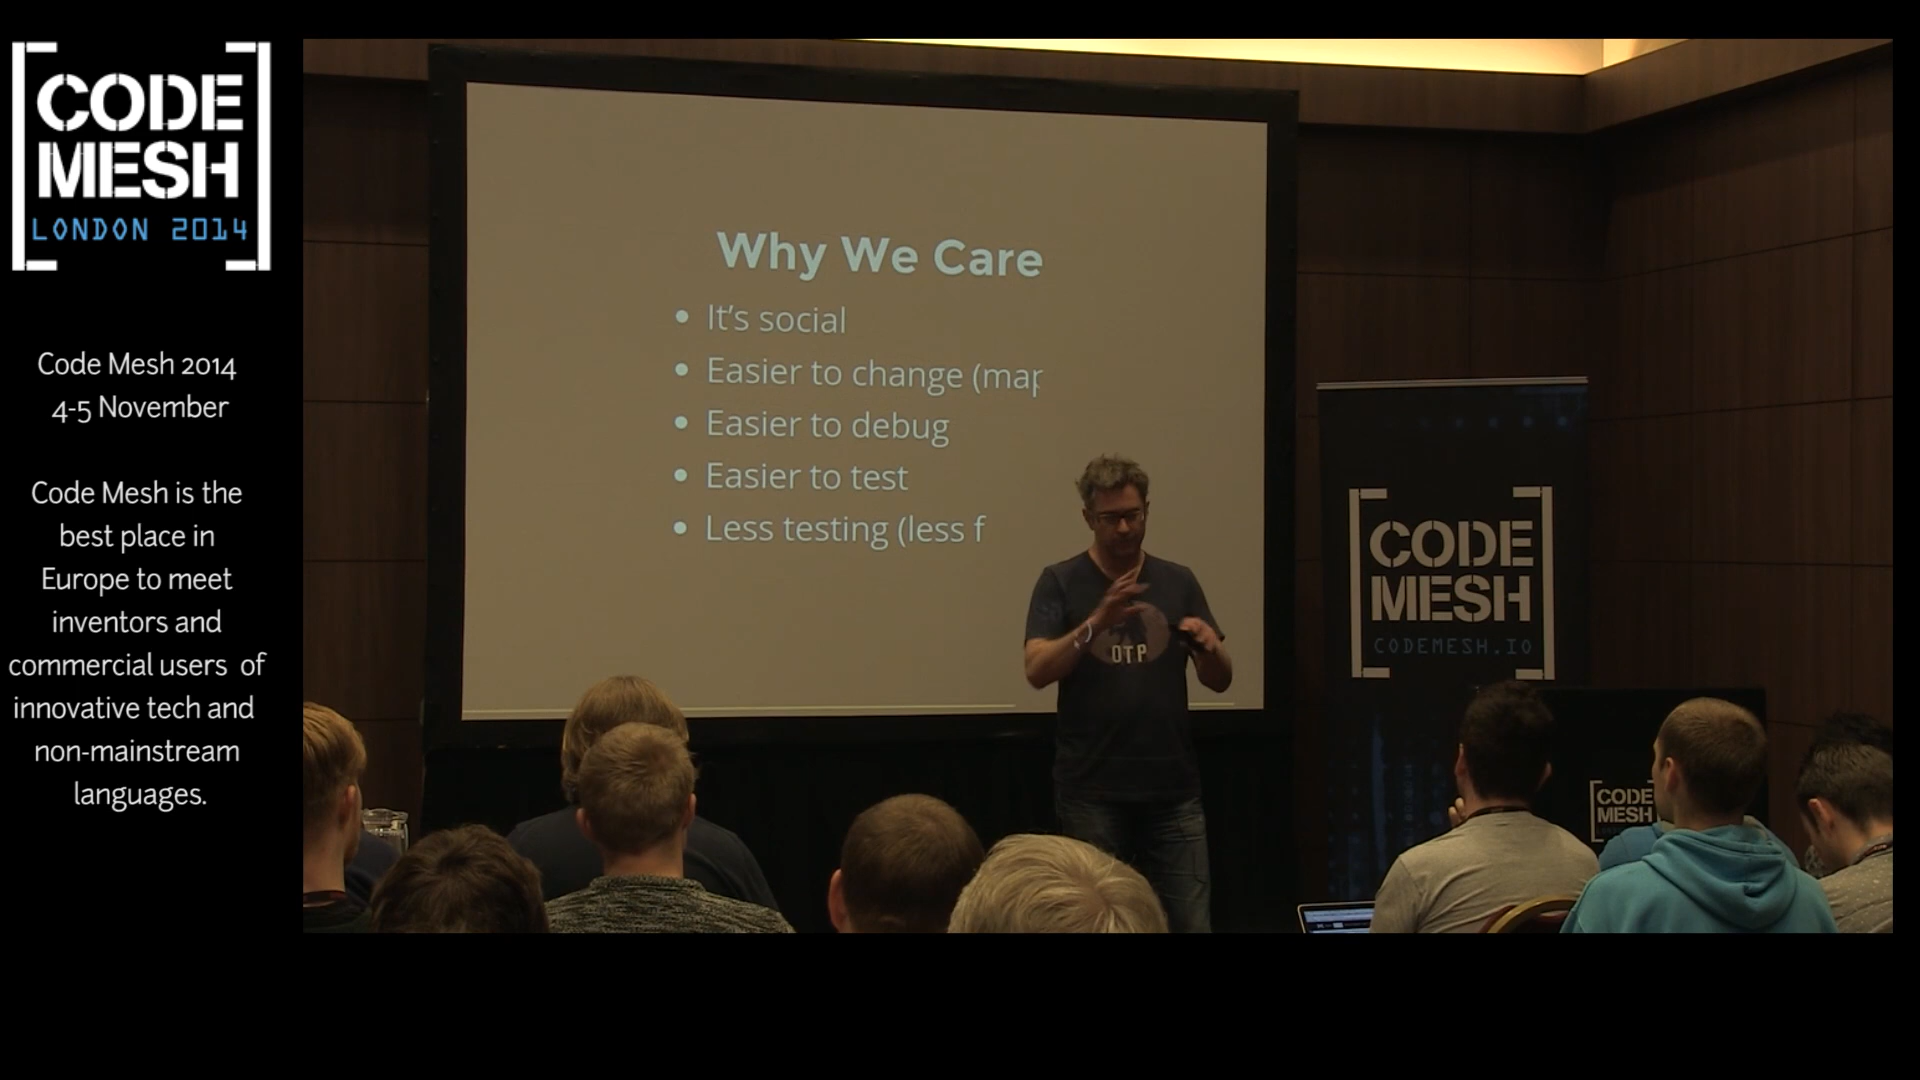 CODE
MESH
LONDON 2014
Code Mesh 2014
4-5 November
Code Mesh is the
best place in
Europe to meet
inventors and
commercial users of
innovative tech and
non-mainstream
languages.
Why We Care
• It's social
• Easier to change (map
• Easier to debug
• Easier to test
• Less testing (less f
OTP
CODE
MESH
CODEMESH.IO
CODE
MESH